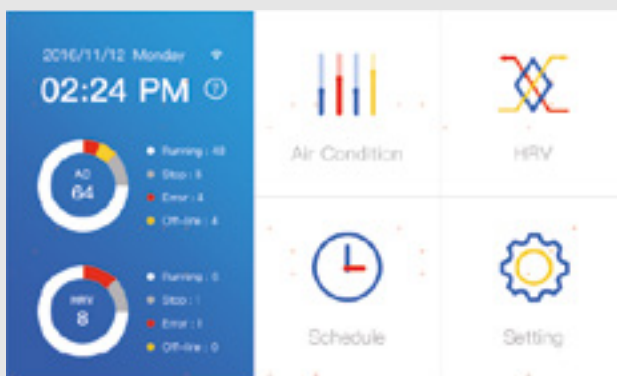 2016/11/12 Monday
02:24 PM
AC
64
Running : 48
Stop : 8
Error : 4
Off-line : 4
HRV
8
Running : 6
Stop : 1
Error : 1
Off-line : 0
Air Condition
HRV
Schedule
Setting